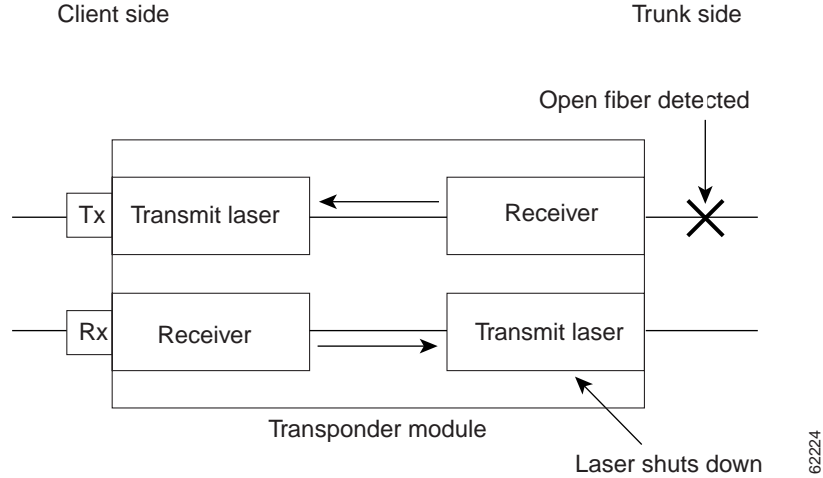 Client side
Trunk side
Open fiber detected
Tx
Transmit laser
Receiver
Rx
Receiver
Transmit laser
Transponder module
Laser shuts down
62224